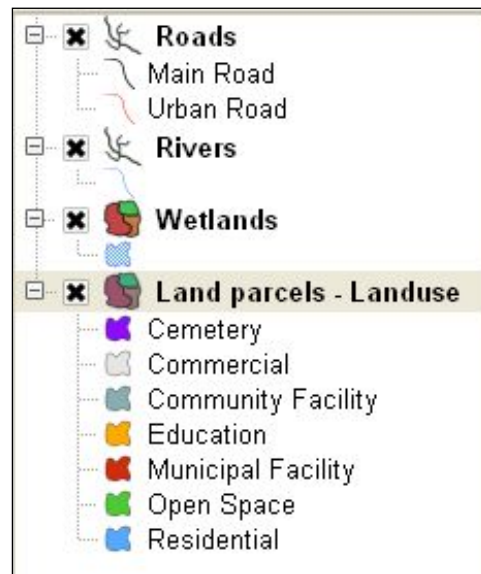 Roads
Main Road
Urban Road
Rivers
Wetlands
Land parcels - Landuse
Cemetery
Commercial
Community Facility
Education
Municipal Facility
Open Space
Residential